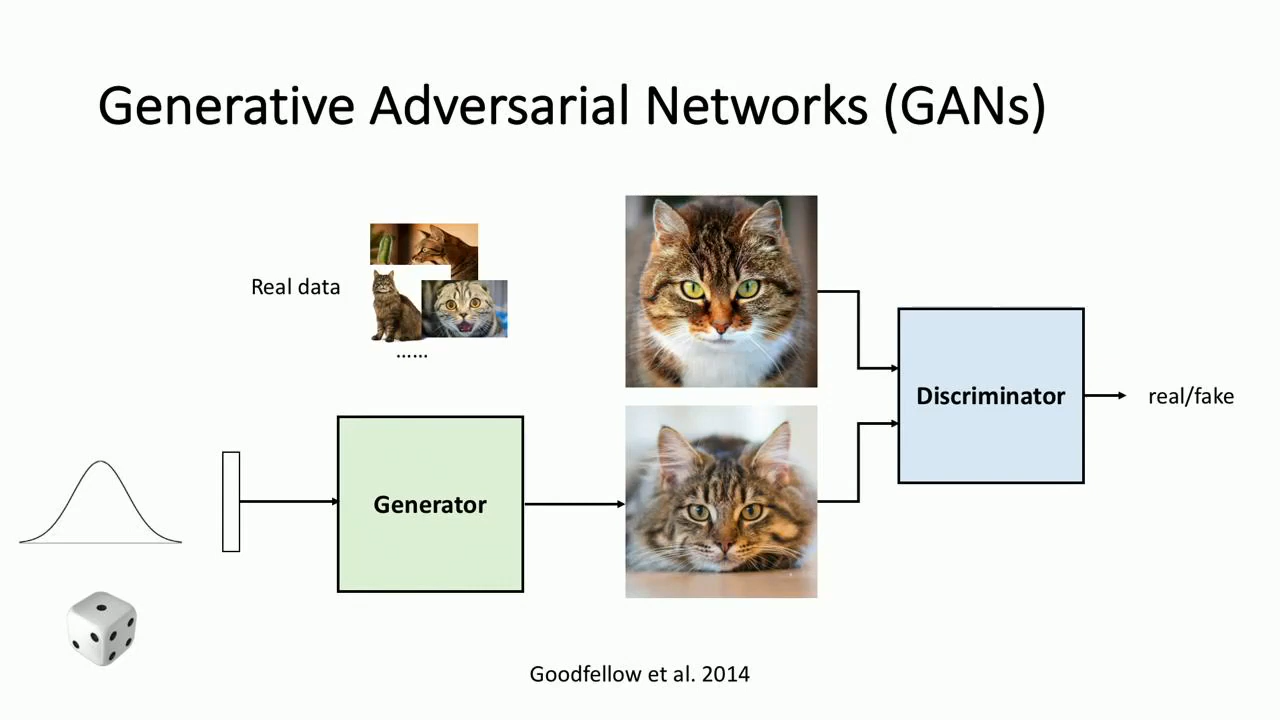 Generative Adversarial Networks (GANs)
Real data
......
Generator
Discriminator
real/fake
Goodfellow et al. 2014